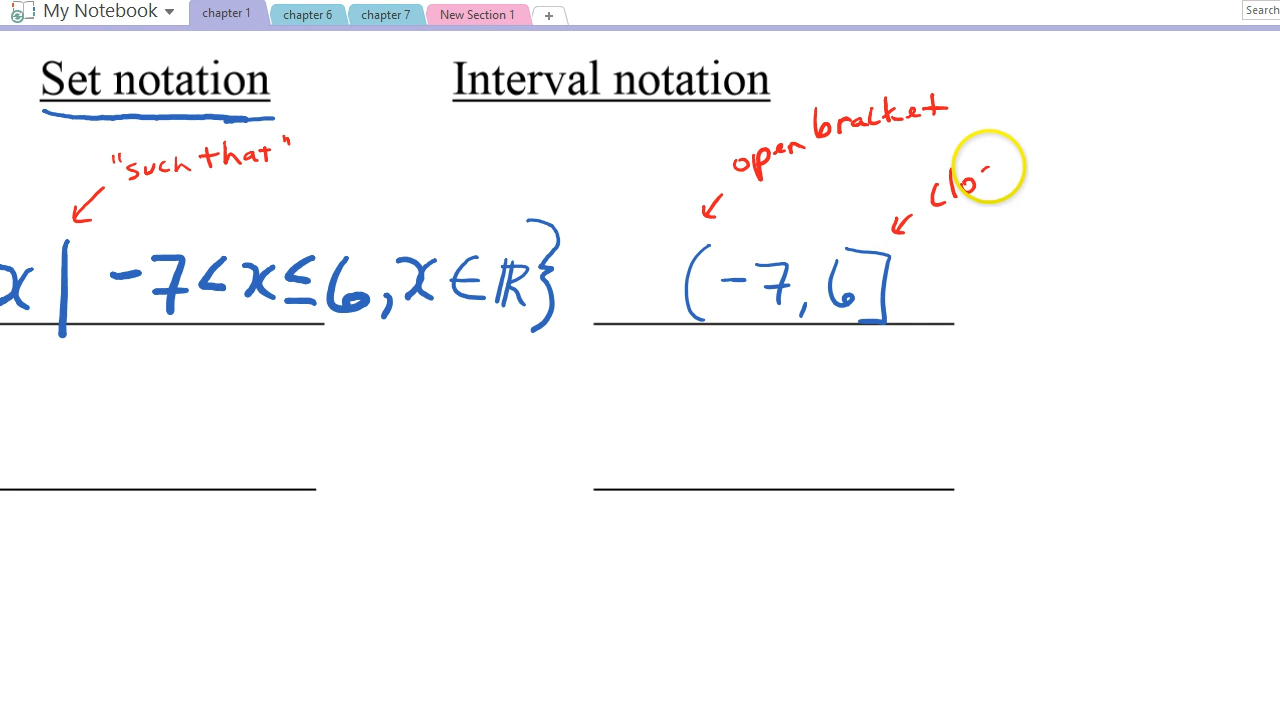 My Notebook chapter 1 chapter 6 chapter 7 New Section 1 + Search
Set notation Interval notation
"such that" open bracket
clo
x | -7 < x ≤ 6, x ∈ ℝ} (-7, 6]